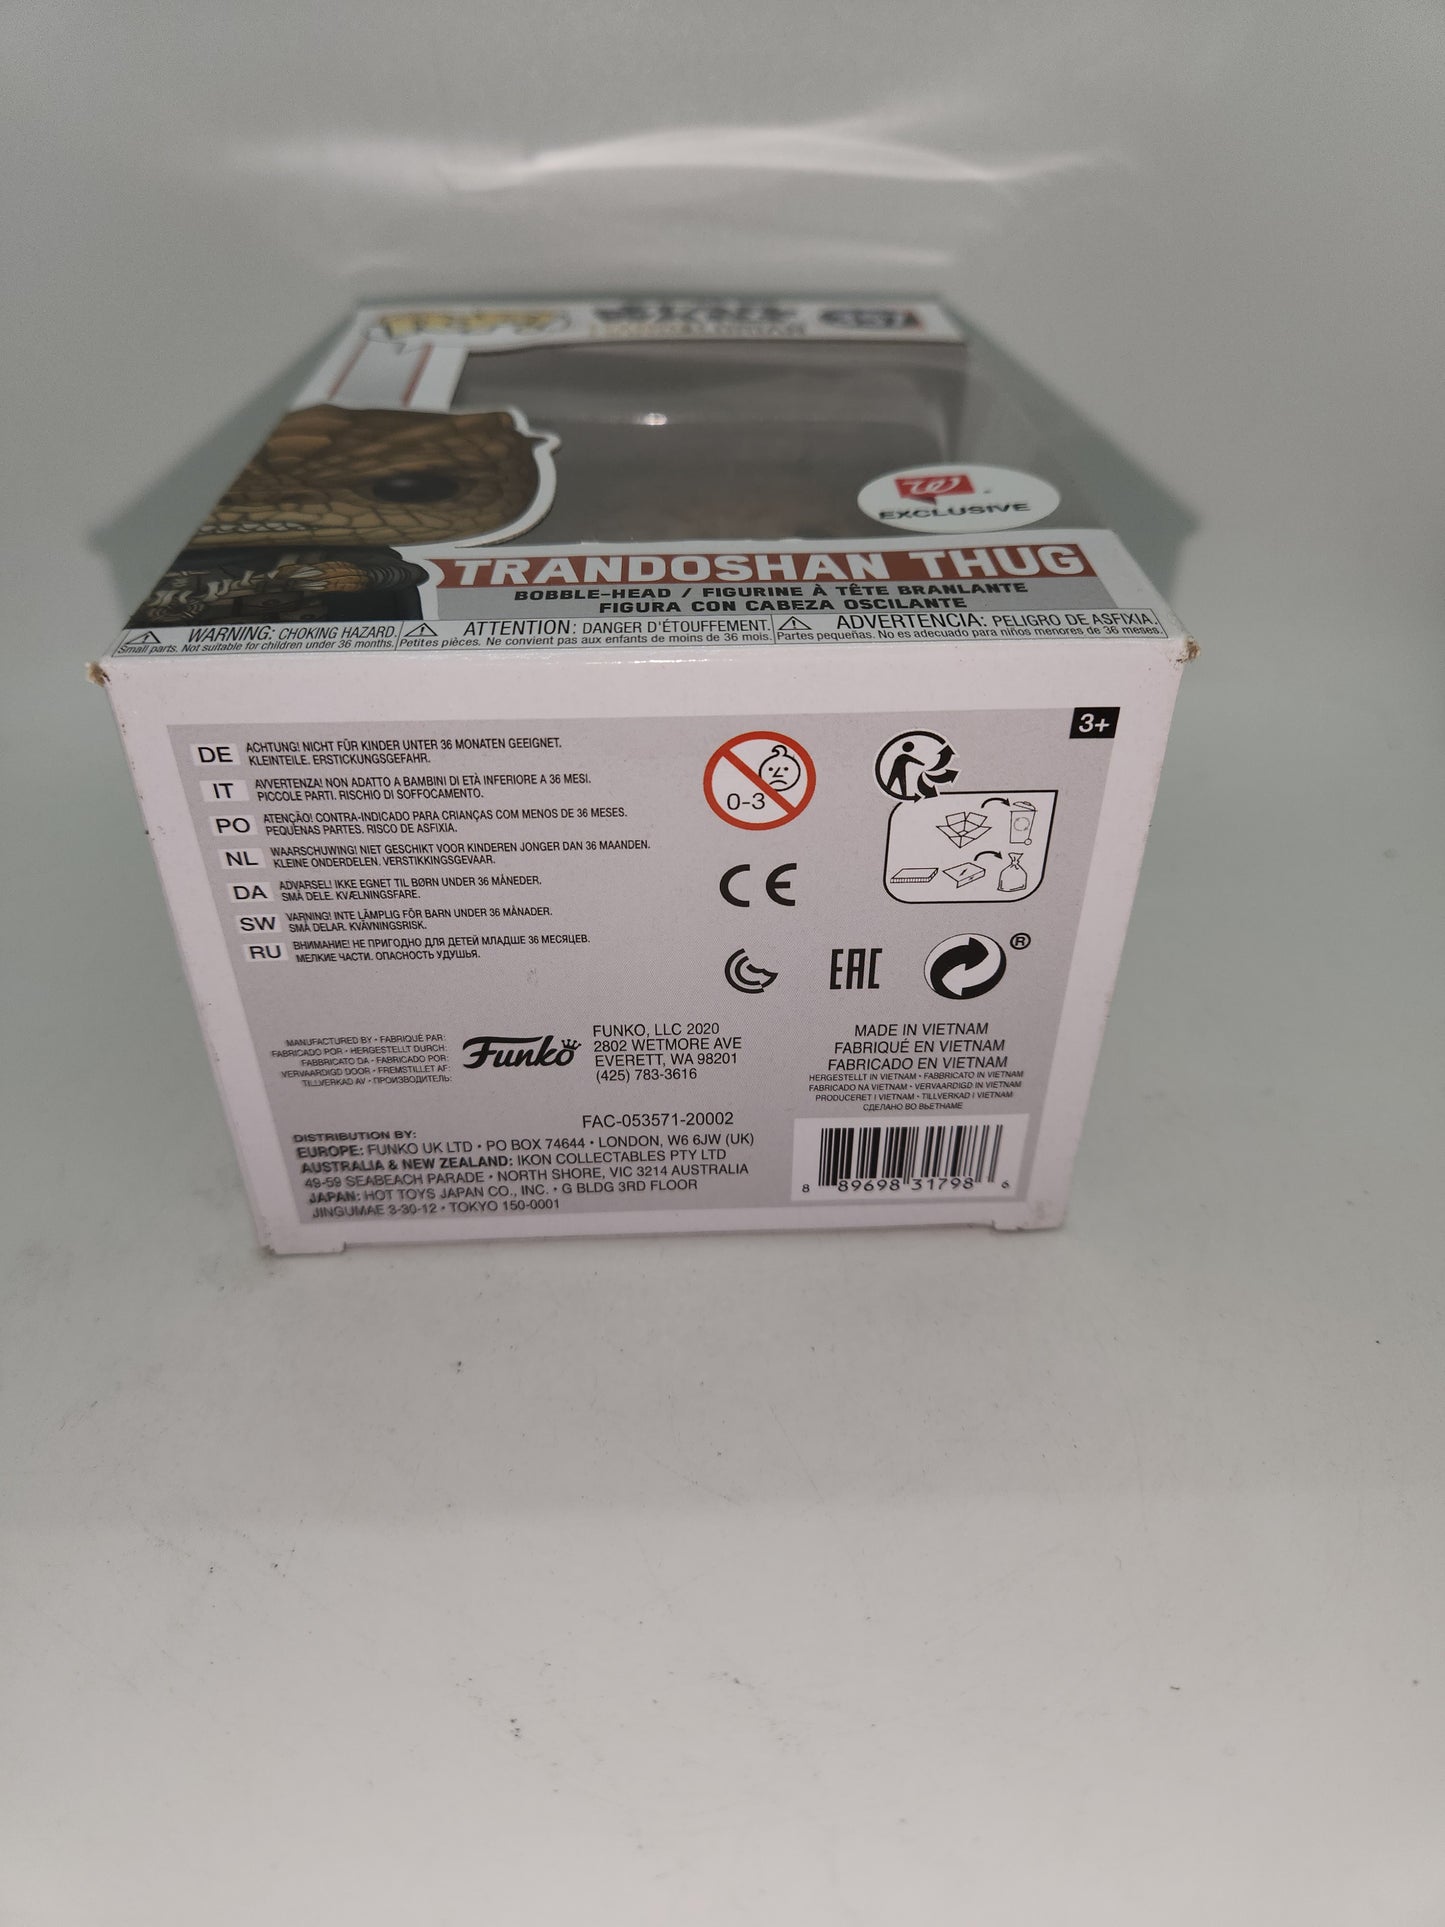 EXCLUSIVE
TRANDOSHAN THUG
BOBBLE-HEAD / FIGURINE À TÊTE BRANLANTE
FIGURA CON CABEZA OSCILANTE
WARNING: CHOKING HAZARD.
Small parts. Not suitable for children under 36 months.
ATTENTION: DANGER D'ÉTOUFFEMENT.
Petites pièces. Ne convient pas aux enfants de moins de 36 mois.
ADVERTENCIA: PELIGRO DE ASFIXIA.
Partes pequeñas. No es adecuado para niños menores de 36 meses.
3+
DE ACHTUNG! NICHT FÜR KINDER UNTER 36 MONATEN GEEIGNET.
KLEINTEILE. ERSTICKUNGSGEFAHR.
IT AVVERTENZA! NON ADATTO A BAMBINI DI ETÀ INFERIORE A 36 MESI.
PICCOLE PARTI. RISCHIO DI SOFFOCAMENTO.
PO ATENÇÃO! CONTRA-INDICADO PARA CRIANÇAS COM MENOS DE 36 MESES.
PEQUENAS PARTES. RISCO DE ASFIXIA.
NL WAARSCHUWING! NIET GESCHIKT VOOR KINDEREN JONGER DAN 36 MAANDEN.
KLEINE ONDERDELEN. VERSTIKKINGSGEVAAR.
DA ADVARSEL! IKKE EGNET TIL BØRN UNDER 36 MÅNEDER.
SMÅ DELE. KVÆLNINGSFARE.
SW VARNING! INTE LÄMPLIG FÖR BARN UNDER 36 MÅNADER.
SMÅ DELAR. KVÄVNINGSRISK.
RU ВНИМАНИЕ! НЕ ПРИГОДНО ДЛЯ ДЕТЕЙ МЛАДШЕ 36 МЕСЯЦЕВ.
МЕЛКИЕ ЧАСТИ. ОПАСНОСТЬ УДУШЬЯ.
0-3
CE
EAC
®
MANUFACTURED BY • FABRIQUÉ PAR:
FABRICADO POR • HERGESTELLT DURCH:
FABBRICATO DA • FABRICADO POR:
VERVAARDIGD DOOR • FREMSTILLET AF:
TILLVERKAD AV • ПРОИЗВОДИТЕЛЬ:
Funko
FUNKO, LLC 2020
2802 WETMORE AVE
EVERETT, WA 98201
(425) 783-3616
MADE IN VIETNAM
FABRIQUÉ EN VIETNAM
FABRICADO EN VIETNAM
HERGESTELLT IN VIETNAM • FABBRICATO IN VIETNAM
FABRICADO NA VIETNAM • VERVAARDIGD IN VIETNAM
PRODUCERET I VIETNAM • TILLVERKAD I VIETNAM
СДЕЛАНО ВО ВЬЕТНАМЕ
FAC-053571-20002
DISTRIBUTION BY:
EUROPE: FUNKO UK LTD • PO BOX 74644 • LONDON, W6 6JW (UK)
AUSTRALIA & NEW ZEALAND: IKON COLLECTABLES PTY LTD
49-59 SEABEACH PARADE • NORTH SHORE, VIC 3214 AUSTRALIA
JAPAN: HOT TOYS JAPAN CO., INC. • G BLDG 3RD FLOOR
JINGUMAE 3-30-12 • TOKYO 150-0001
8 89698 31798 6